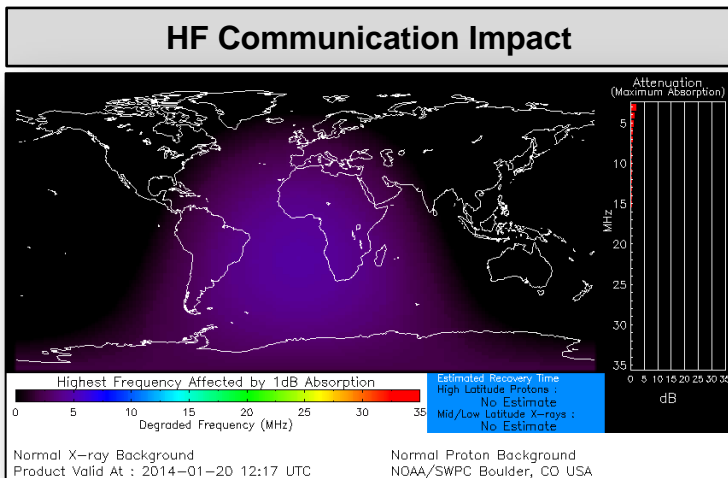 HF Communication Impact
Attenuation
(Maximum Absorption)
5
10
15
20
25
30
35
MHz
0 5 10 15 20 25 30 35
dB
Highest Frequency Affected by 1dB Absorption
0 5 10 15 20 25 30 35
Degraded Frequency (MHz)
Estimated Recovery Time
High Latitude Protons :
No Estimate
Mid/Low Latitude X-rays :
No Estimate
Normal X-ray Background
Normal Proton Background
Product Valid At : 2014-01-20 12:17 UTC
NOAA/SWPC Boulder, CO USA